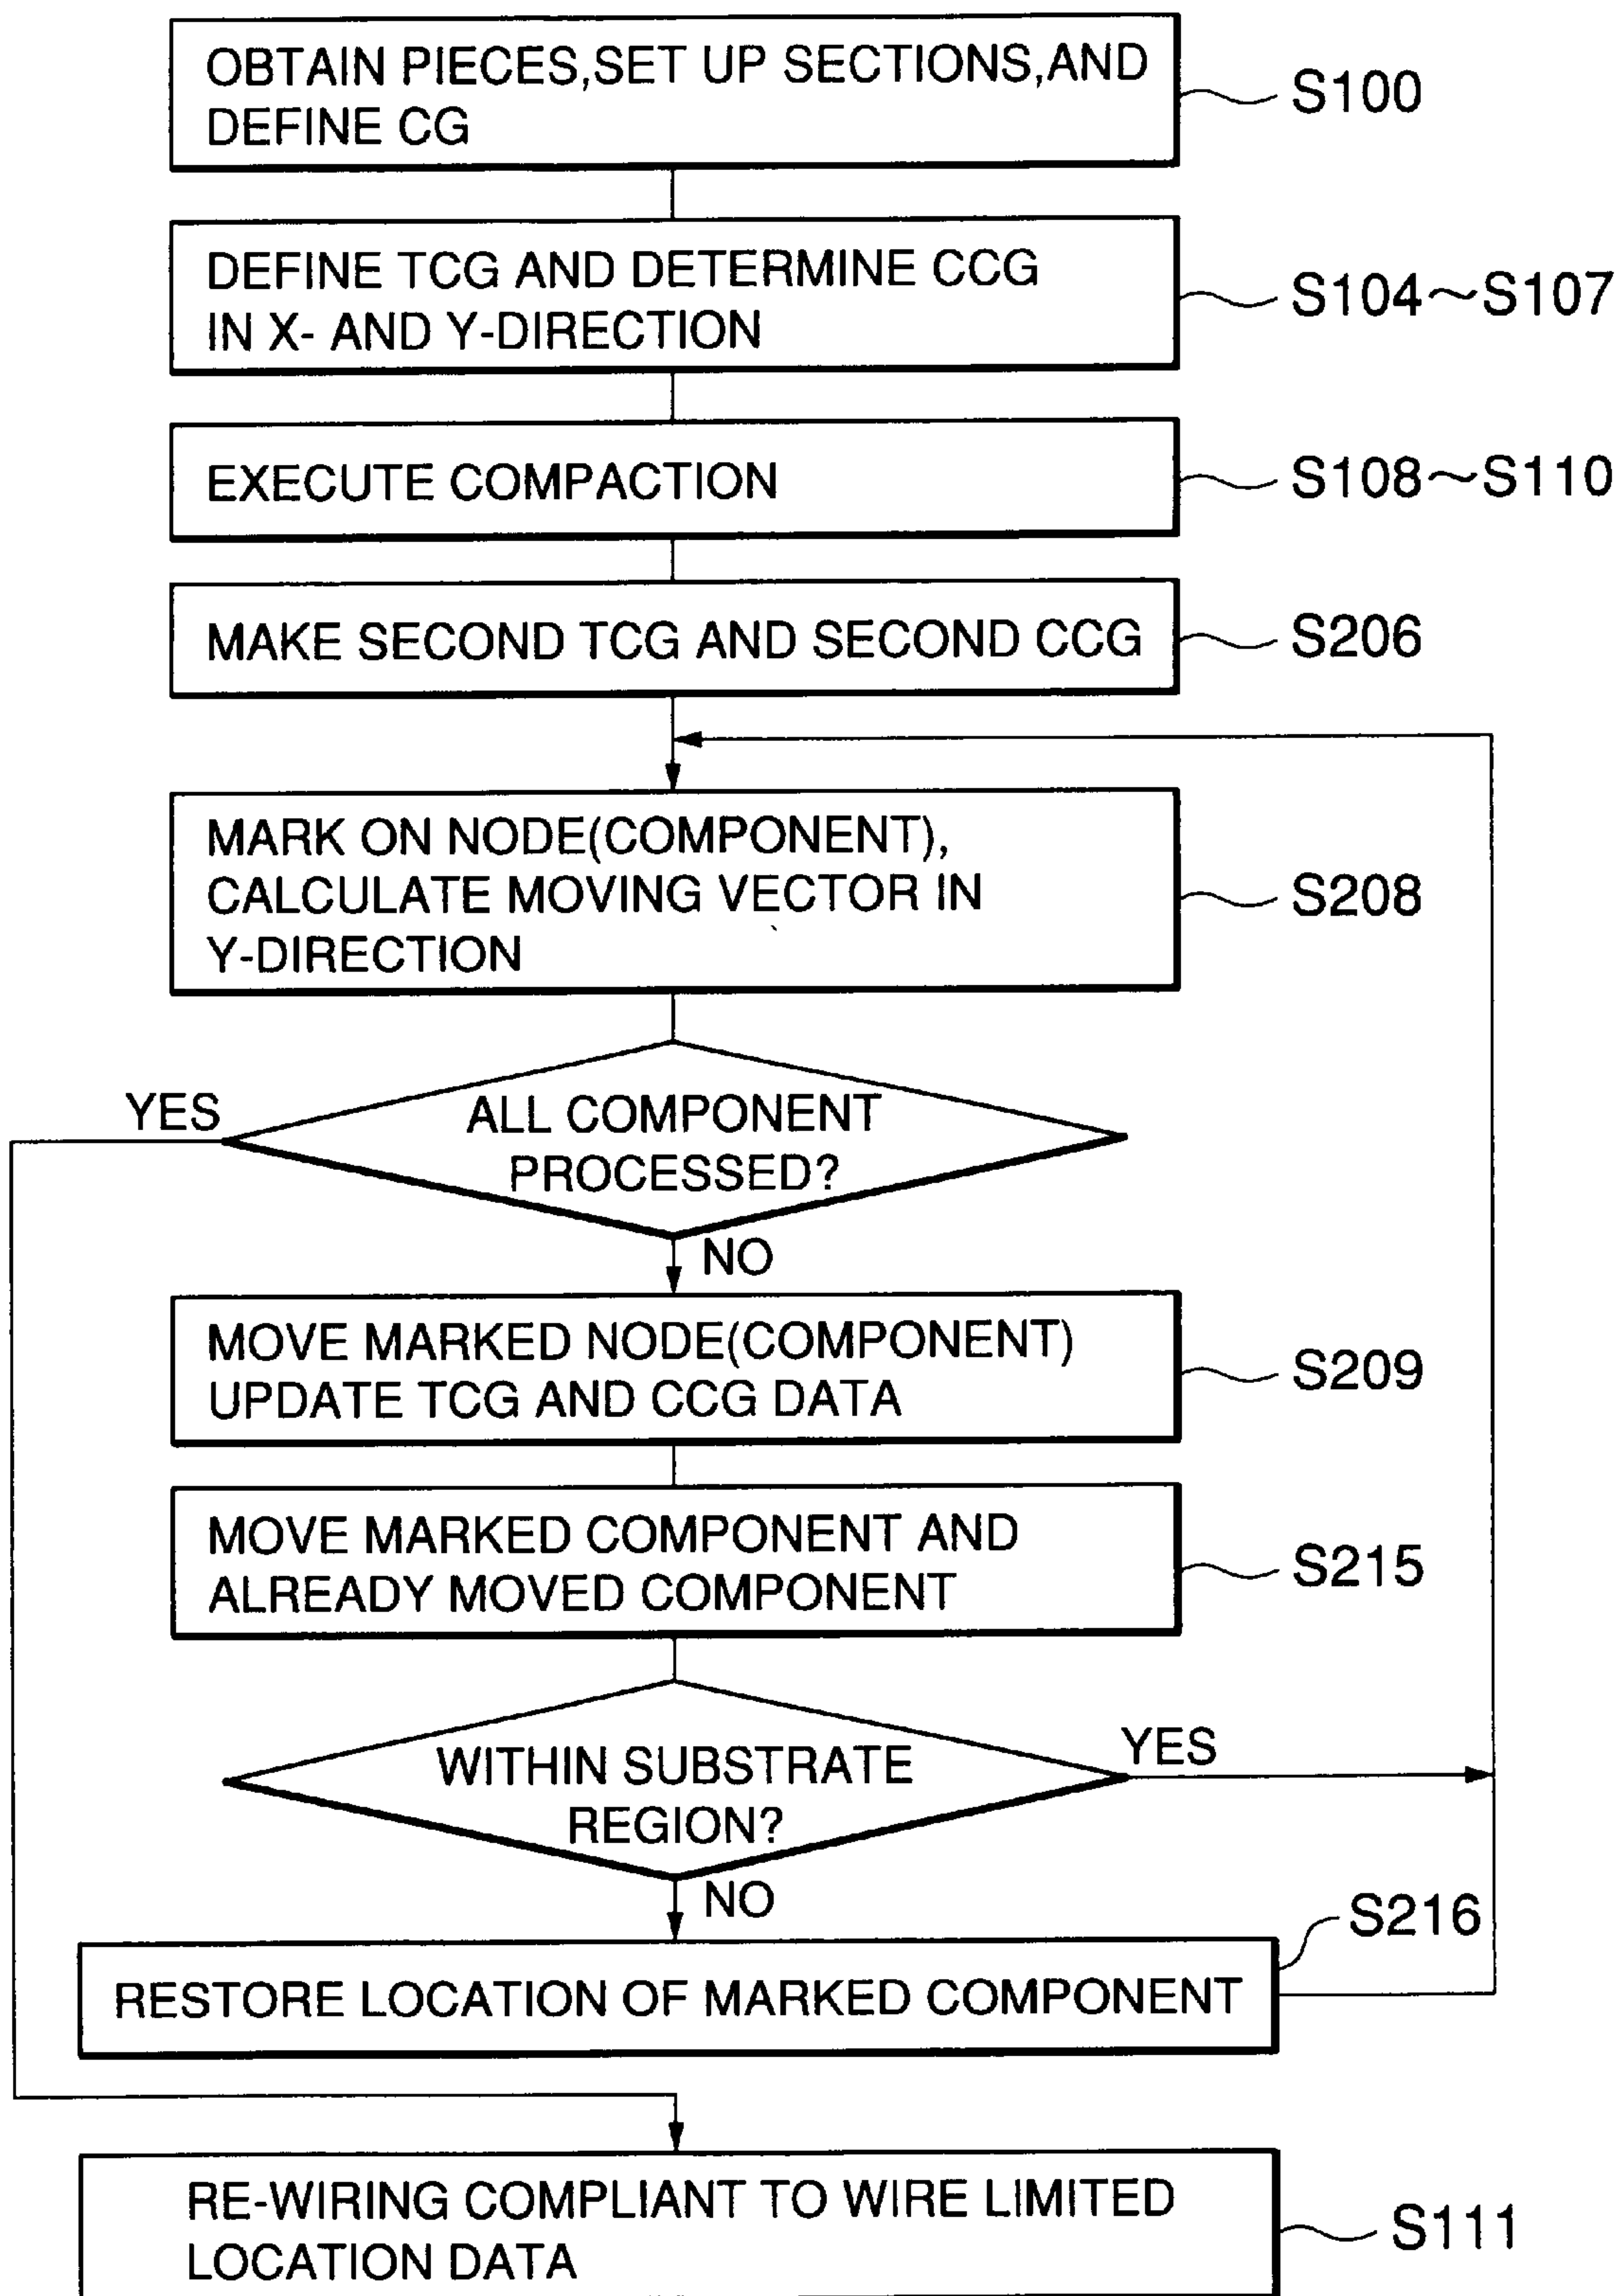 OBTAIN PIECES,SET UP SECTIONS,AND
DEFINE CG
S100
DEFINE TCG AND DETERMINE CCG
IN X- AND Y-DIRECTION
S104~S107
EXECUTE COMPACTION
S108~S110
MAKE SECOND TCG AND SECOND CCG
S206
MARK ON NODE(COMPONENT),
CALCULATE MOVING VECTOR IN
Y-DIRECTION
S208
YES
ALL COMPONENT
PROCESSED?
NO
MOVE MARKED NODE(COMPONENT)
UPDATE TCG AND CCG DATA
S209
MOVE MARKED COMPONENT AND
ALREADY MOVED COMPONENT
S215
WITHIN SUBSTRATE
REGION?
YES
NO
S216
RESTORE LOCATION OF MARKED COMPONENT
RE-WIRING COMPLIANT TO WIRE LIMITED
LOCATION DATA
S111